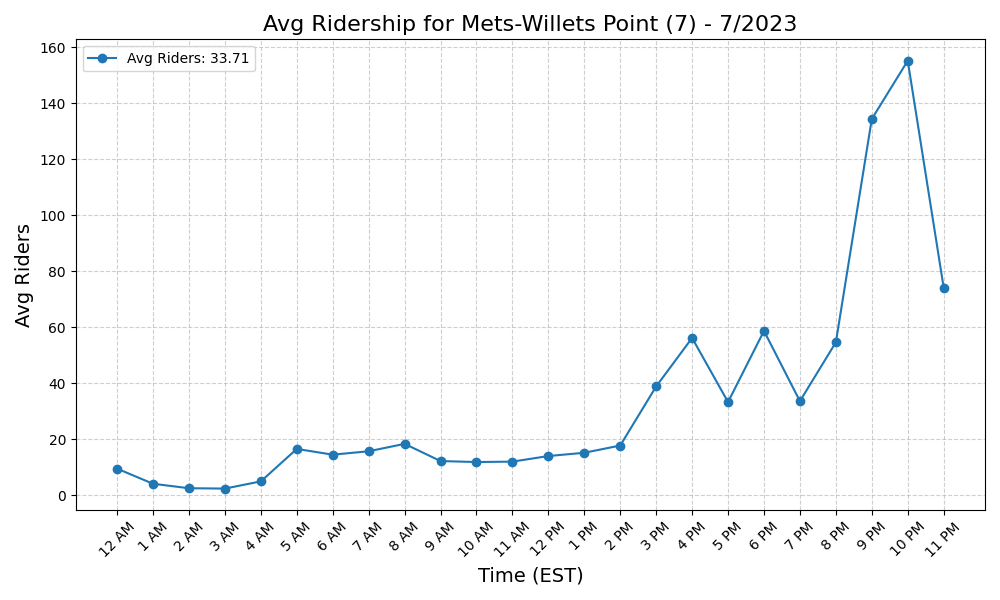 Avg Ridership for Mets-Willets Point (7) - 7/2023
Avg Riders: 33.71
Avg Riders
160
140
120
100
80
60
40
20
0
12 AM
1 AM
2 AM
3 AM
4 AM
5 AM
6 AM
7 AM
8 AM
9 AM
10 AM
11 AM
12 PM
1 PM
2 PM
3 PM
4 PM
5 PM
6 PM
7 PM
8 PM
9 PM
10 PM
11 PM
Time (EST)